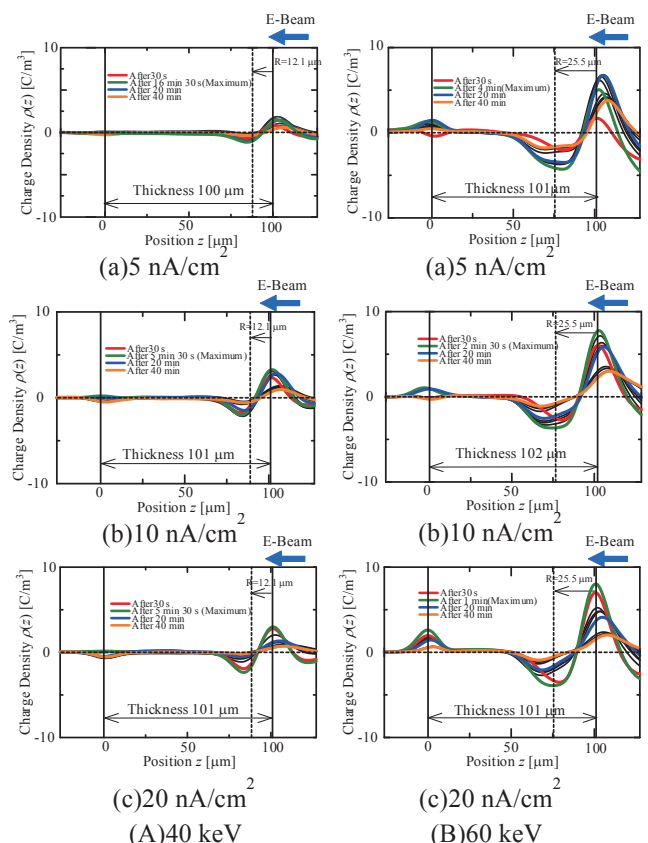 E-Beam
10
R=12.1 μm
After30 s
After 16 min 30 s(Maximum)
After 20 min
After 40 min
0
Thickness 100 μm
-10
0
50
100
Charge Density ρ(z) [C/m³]
Position z [μm]
(a)5 nA/cm²
E-Beam
10
R=25.5 μm
After30 s
After 4 min(Maximum)
After 20 min
After 40 min
0
Thickness 101μm
-10
0
50
100
Charge Density ρ(z) [C/m³]
Position z [μm]
(a)5 nA/cm²
E-Beam
10
R=12.1 μm
After30 s
After 5 min 30 s(Maximum)
After 20 min
After 40 min
0
Thickness 101 μm
-10
0
50
100
Charge Density ρ(z) [C/m³]
Position z [μm]
(b)10 nA/cm²
E-Beam
10
R=25.5 μm
After30 s
After 2 min 30 s(Maximum)
After 20 min
After 40 min
0
Thickness 102 μm
-10
0
50
100
Charge Density ρ(z) [C/m³]
Position z [μm]
(b)10 nA/cm²
E-Beam
10
R=12.1 μm
After30 s
After 5 min 30 s (Maximum)
After 20 min
After 40 min
0
Thickness 101 μm
-10
0
50
100
Charge Density ρ(z) [C/m³]
Position z [μm]
(c)20 nA/cm²
(A)40 keV
E-Beam
10
R=25.5 μm
After30 s
After 1 min(Maximum)
After 20 min
After 40 min
0
Thickness 101 μm
-10
0
50
100
Charge Density ρ(z) [C/m³]
Position z [μm]
(c)20 nA/cm²
(B)60 keV